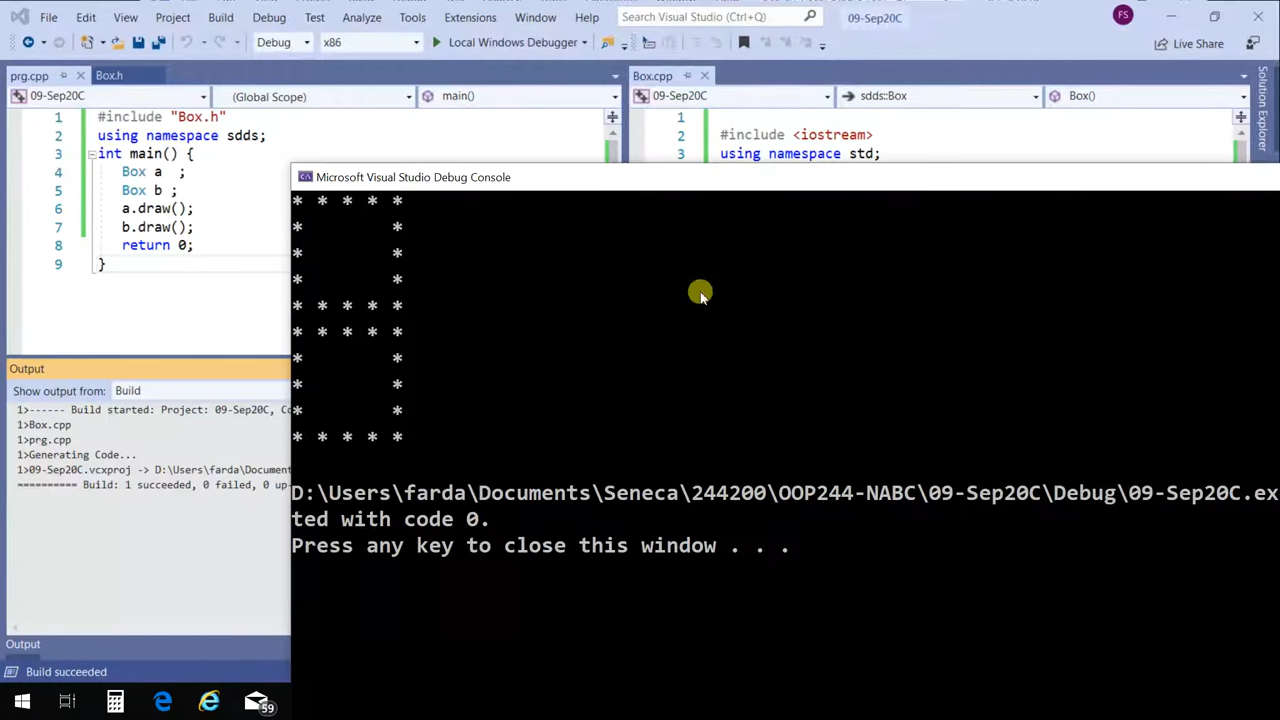 File Edit View Project Build Debug Test Analyze Tools Extensions Window Help Search Visual Studio (Ctrl+Q) 09-Sep20C FS
Debug x86 Local Windows Debugger Live Share
prg.cpp Box.h
09-Sep20C (Global Scope) main()
1 #include "Box.h"
2 using namespace sdds;
3 int main() {
4 Box a ;
5 Box b ;
6 a.draw();
7 b.draw();
8 return 0;
9 }
Box.cpp
09-Sep20C sdds::Box Box()
1
2 #include <iostream>
3 using namespace std;
Solution Explorer
Microsoft Visual Studio Debug Console
* * * * *
*       *
*       *
*       *
* * * * *
* * * * *
*       *
*       *
*       *
* * * * *
D:\Users\farda\Documents\Seneca\244200\OOP244-NABC\09-Sep20C\Debug\09-Sep20C.ex
ted with code 0.
Press any key to close this window . . .
Output
Show output from: Build
1>------ Build started: Project: 09-Sep20C, Co
1>Box.cpp
1>prg.cpp
1>Generating Code...
1>09-Sep20C.vcxproj -> D:\Users\farda\Document
========== Build: 1 succeeded, 0 failed, 0 up-
Output
Build succeeded
59